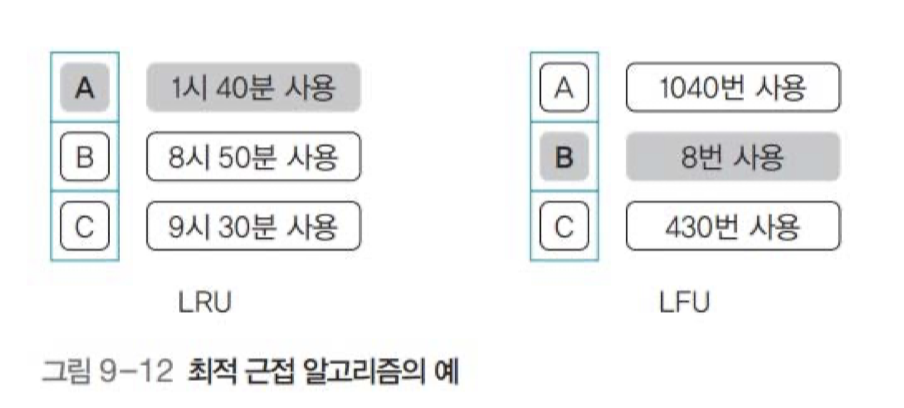 A 1시 40분 사용
B 8시 50분 사용
C 9시 30분 사용
LRU
A 1040번 사용
B 8번 사용
C 430번 사용
LFU
그림 9-12 최적 근접 알고리즘의 예